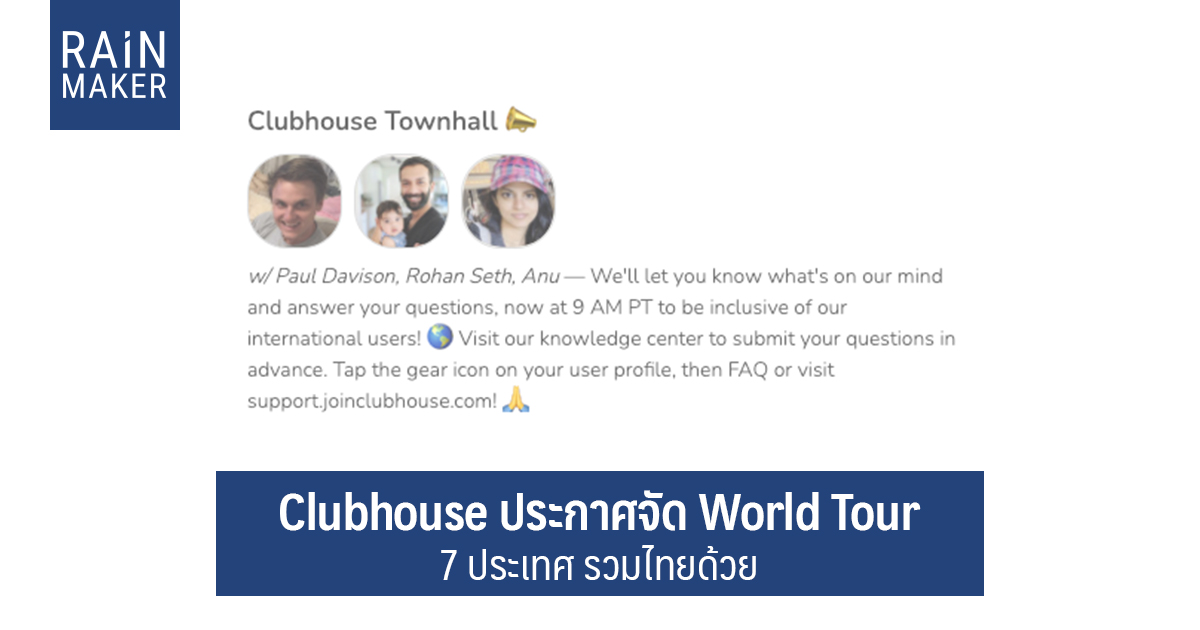 RAiN
MAKER
Clubhouse Townhall 📣
w/ Paul Davison, Rohan Seth, Anu — We'll let you know what's on our mind
and answer your questions, now at 9 AM PT to be inclusive of our
international users! 🌎 Visit our knowledge center to submit your questions in
advance. Tap the gear icon on your user profile, then FAQ or visit
support.joinclubhouse.com! 🙏
Clubhouse ประกาศจัด World Tour
7 ประเทศ รวมไทยด้วย